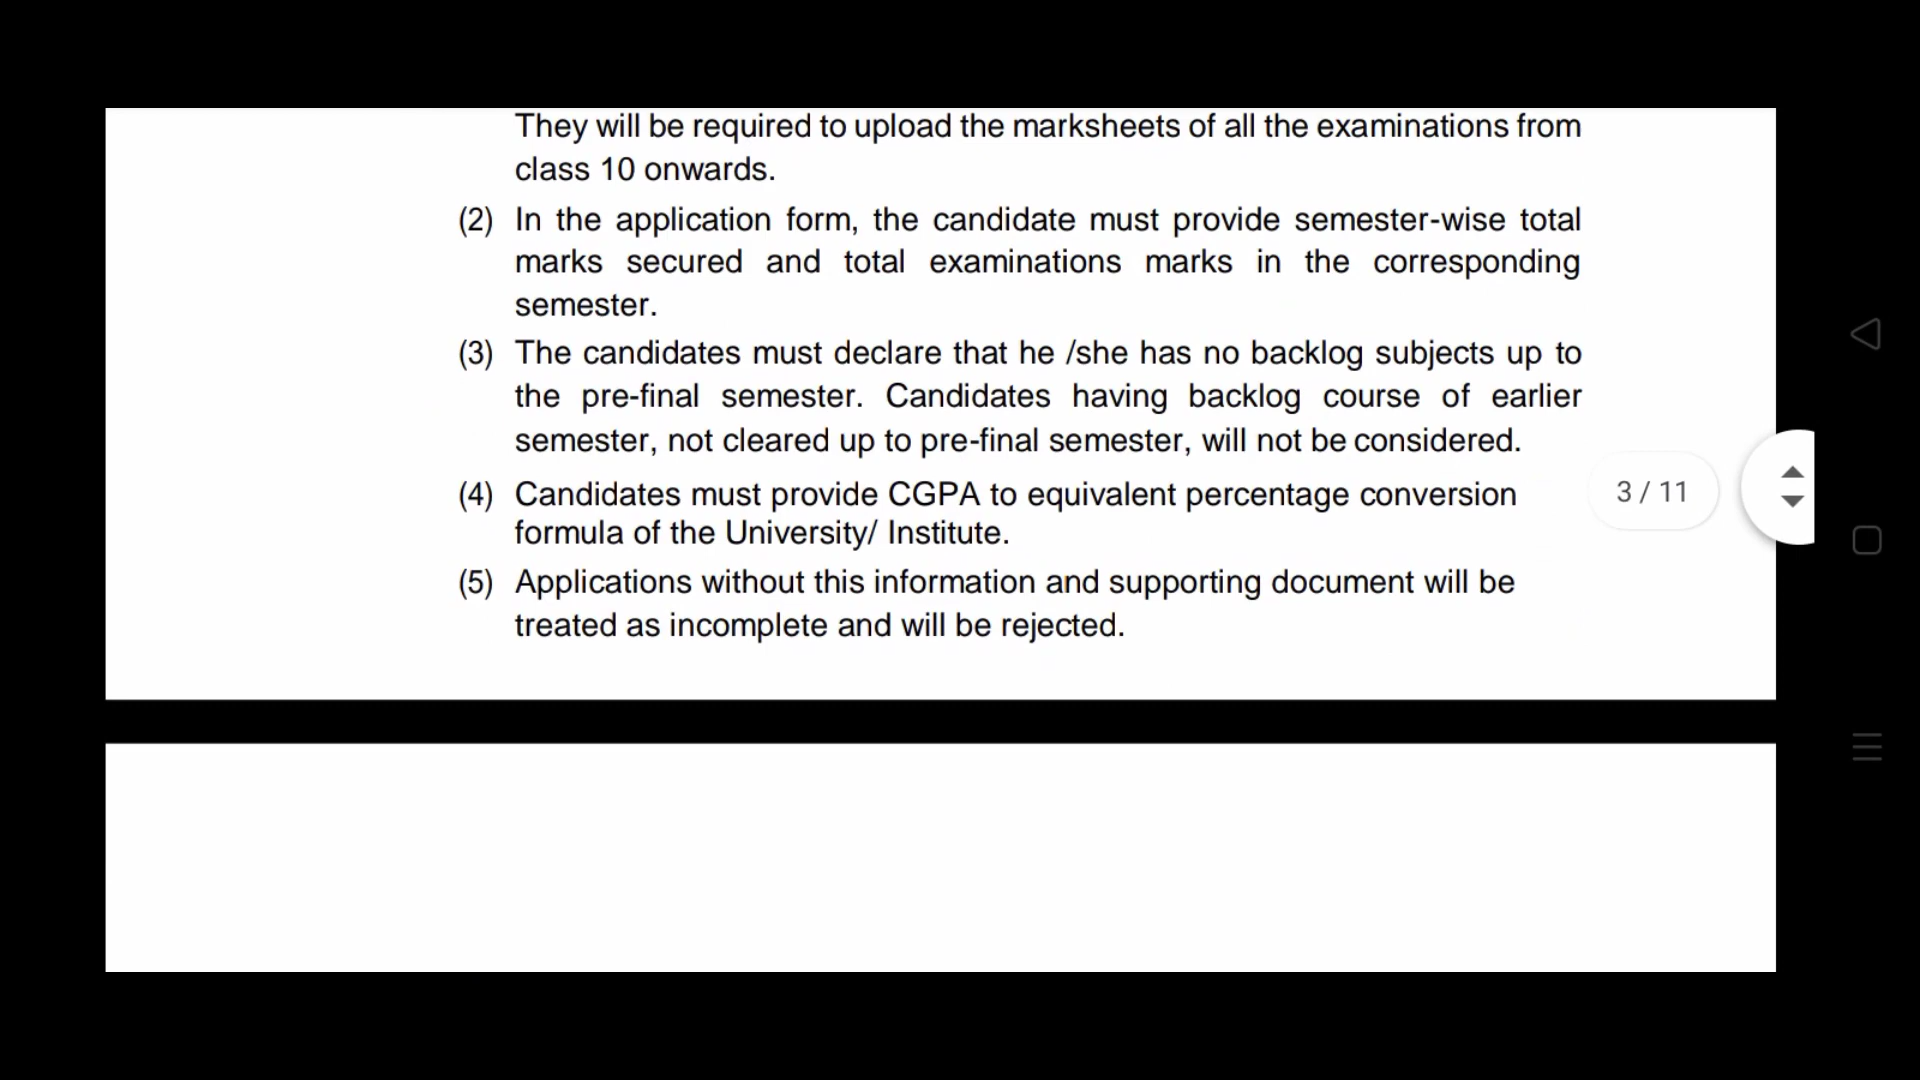 They will be required to upload the marksheets of all the examinations from
class 10 onwards.
(2) In the application form, the candidate must provide semester-wise total
marks secured and total examinations marks in the corresponding
semester.
(3) The candidates must declare that he /she has no backlog subjects up to
the pre-final semester. Candidates having backlog course of earlier
semester, not cleared up to pre-final semester, will not be considered.
(4) Candidates must provide CGPA to equivalent percentage conversion
formula of the University/ Institute.
3 / 11
(5) Applications without this information and supporting document will be
treated as incomplete and will be rejected.